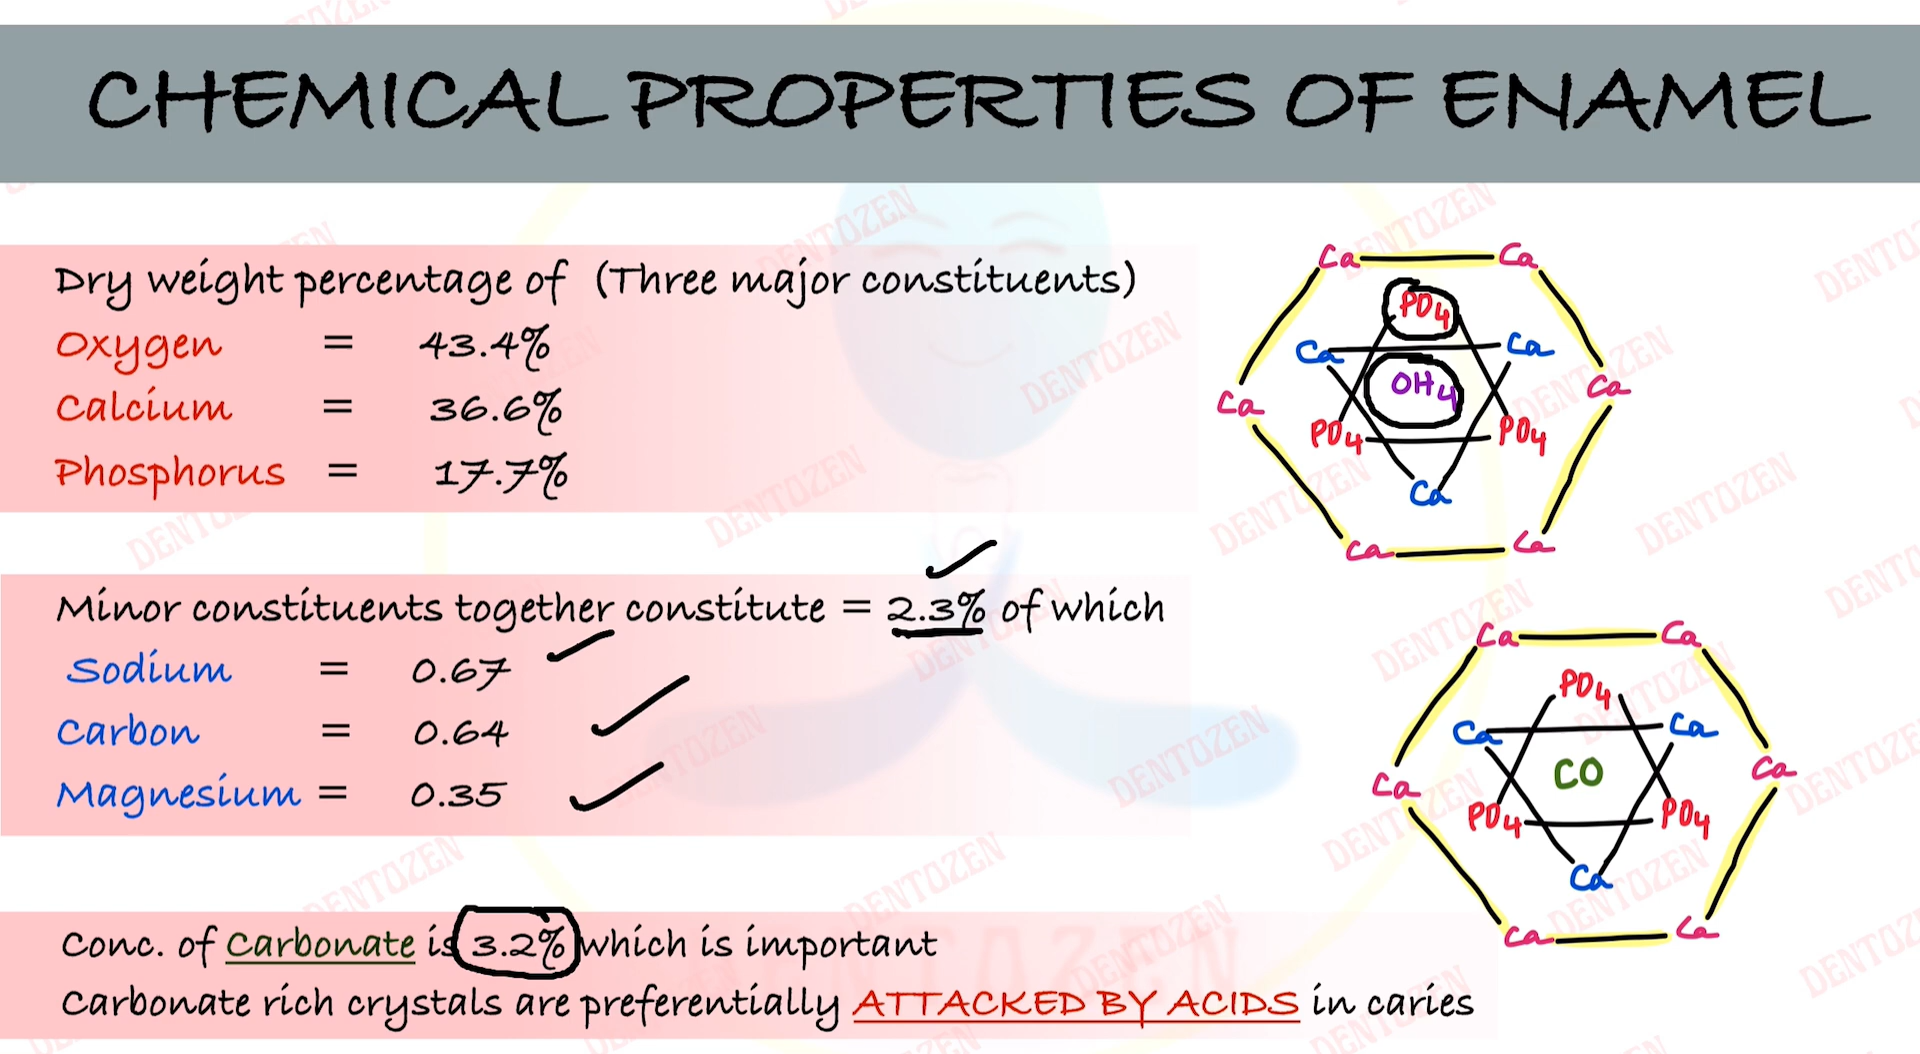 CHEMICAL PROPERTIES OF ENAMEL
Dry weight percentage of (Three major constituents)
Oxygen = 43.4%
Calcium = 36.6%
Phosphorus = 17.7%
Ca Ca
PO4
Ca Ca
OH4
Ca Ca
PO4 PO4
Ca
Ca Ca
Minor constituents together constitute = 2.3% of which
Sodium = 0.67
Carbon = 0.64
Magnesium = 0.35
Ca Ca
PO4
Ca Ca
CO
Ca Ca
PO4 PO4
Ca
Ca Ca
Conc. of Carbonate is 3.2% which is important
Carbonate rich crystals are preferentially ATTACKED BY ACIDS in caries
DENTOZEN